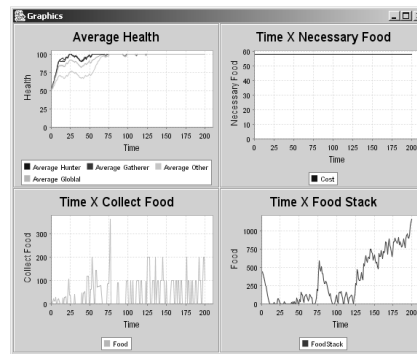 Graphics
Average Health
Health
100
75
50
25
0
0 25 50 75 100 125 150 175 200
Time
Average Hunter Average Gatherer Average Other
Average Globlal
Time X Necessary Food
Necessary Food
60
50
40
30
20
10
0
0 25 50 75 100 125 150 175 200
Time
Cost
Time X Collect Food
Collect Food
300
200
100
0
0 25 50 75 100 125 150 175 200
Time
Food
Time X Food Stack
Food
1000
750
500
250
0
0 25 50 75 100 125 150 175 200
Time
FoodStack